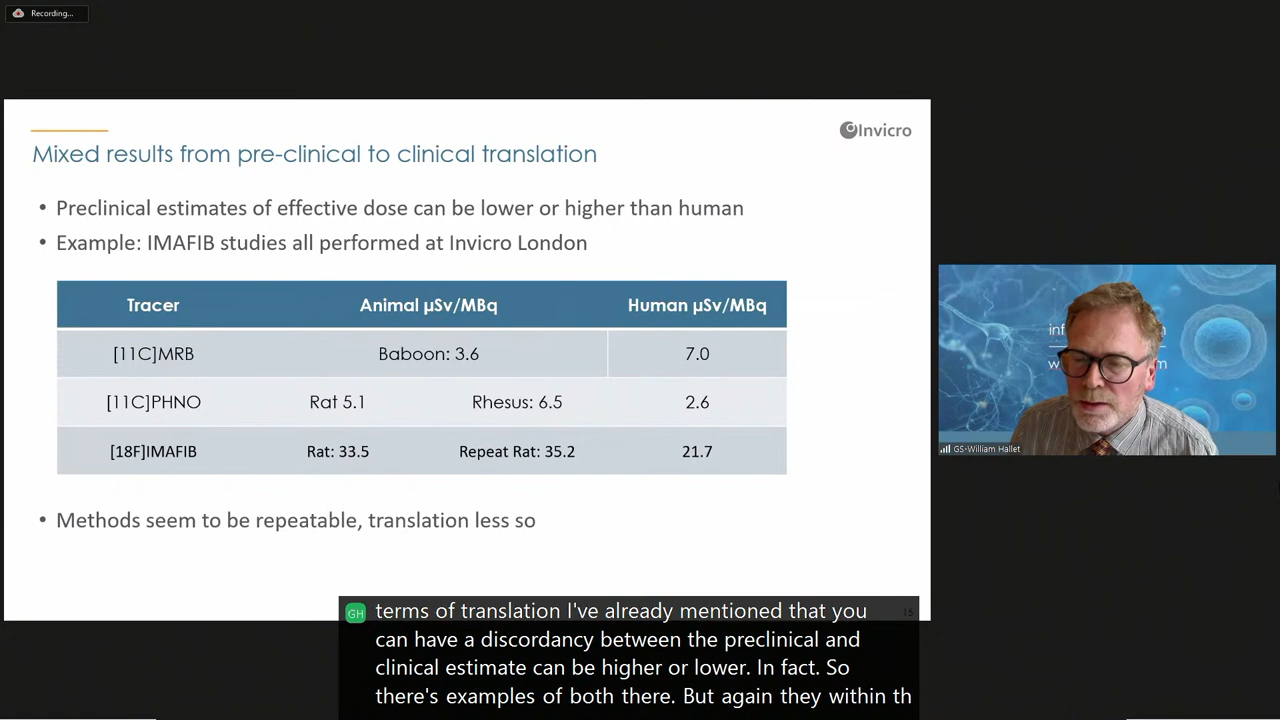 Recording...
Invicro
Mixed results from pre-clinical to clinical translation
• Preclinical estimates of effective dose can be lower or higher than human
• Example: IMAFIB studies all performed at Invicro London
Tracer Animal µSv/MBq Human µSv/MBq
[11C]MRB Baboon: 3.6 7.0
[11C]PHNO Rat 5.1 Rhesus: 6.5 2.6
[18F]IMAFIB Rat: 33.5 Repeat Rat: 35.2 21.7
• Methods seem to be repeatable, translation less so
15
inf
m
w
m
GS-William Hallet
GH
terms of translation I've already mentioned that you
can have a discordancy between the preclinical and
clinical estimate can be higher or lower. In fact. So
there's examples of both there. But again they within th